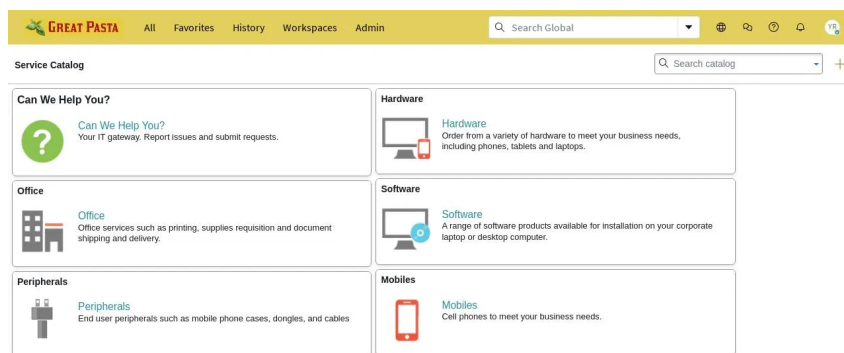 GREAT PASTA All Favorites History Workspaces Admin Search Global YR
Service Catalog Search catalog
Can We Help You?
Can We Help You?
Your IT gateway. Report issues and submit requests.
Hardware
Hardware
Order from a variety of hardware to meet your business needs,
including phones, tablets and laptops.
Office
Office
Office services such as printing, supplies requisition and document
shipping and delivery.
Software
Software
A range of software products available for installation on your corporate
laptop or desktop computer.
Peripherals
Peripherals
End user peripherals such as mobile phone cases, dongles, and cables
Mobiles
Mobiles
Cell phones to meet your business needs.